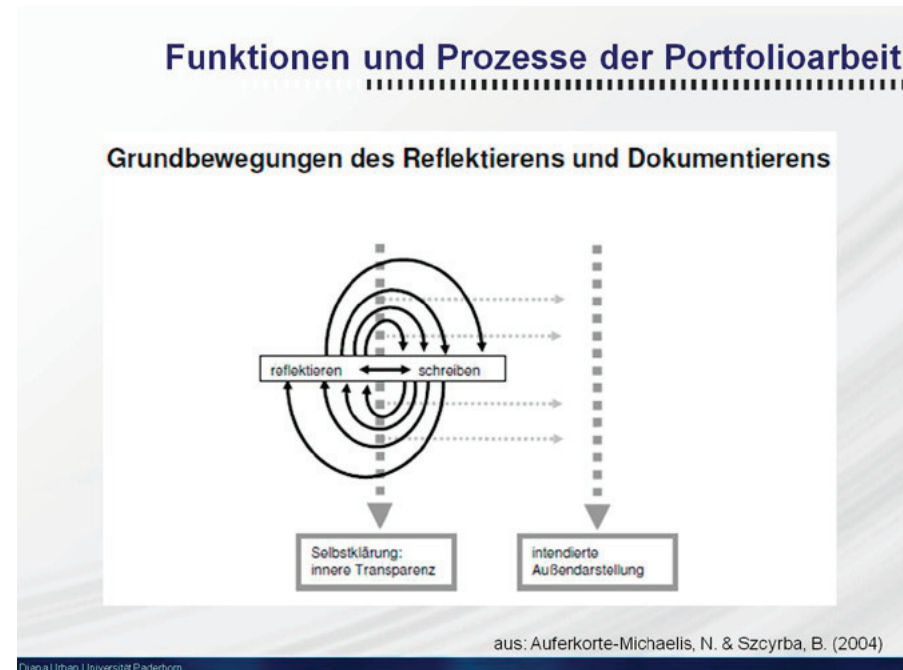 Funktionen und Prozesse der Portfolioarbeit
Grundbewegungen des Reflektierens und Dokumentierens
reflektieren schreiben
Selbstklärung:
innere Transparenz
intendierte
Außendarstellung
aus: Auferkorte-Michaelis, N. & Szcyrba, B. (2004)
Diana Urban Universität Paderborn